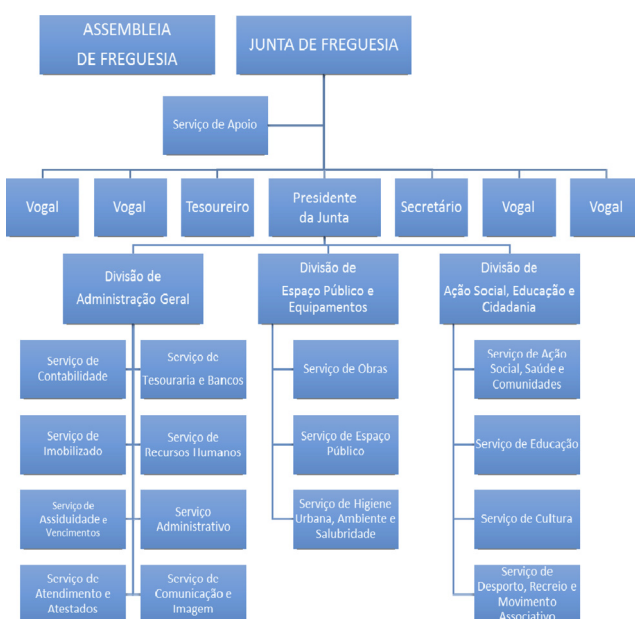 ASSEMBLEIA
DE FREGUESIA
JUNTA DE FREGUESIA
Serviço de Apoio
Vogal
Vogal
Tesoureiro
Presidente
da Junta
Secretário
Vogal
Vogal
Divisão de
Administração Geral
Divisão de
Espaço Público e
Equipamentos
Divisão de
Ação Social, Educação e
Cidadania
Serviço de
Contabilidade
Serviço de
Tesouraria e Bancos
Serviço de Obras
Serviço de Ação
Social, Saúde e
Comunidades
Serviço de
Imobilizado
Serviço de
Recursos Humanos
Serviço de Espaço
Público
Serviço de Educação
Serviço de
Assiduidade e
Vencimentos
Serviço
Administrativo
Serviço de Higiene
Urbana, Ambiente e
Salubridade
Serviço de Cultura
Serviço de
Atendimento e
Atestados
Serviço de
Comunicação e
Imagem
Serviço de
Desporto, Recreio e
Movimento
Associativo